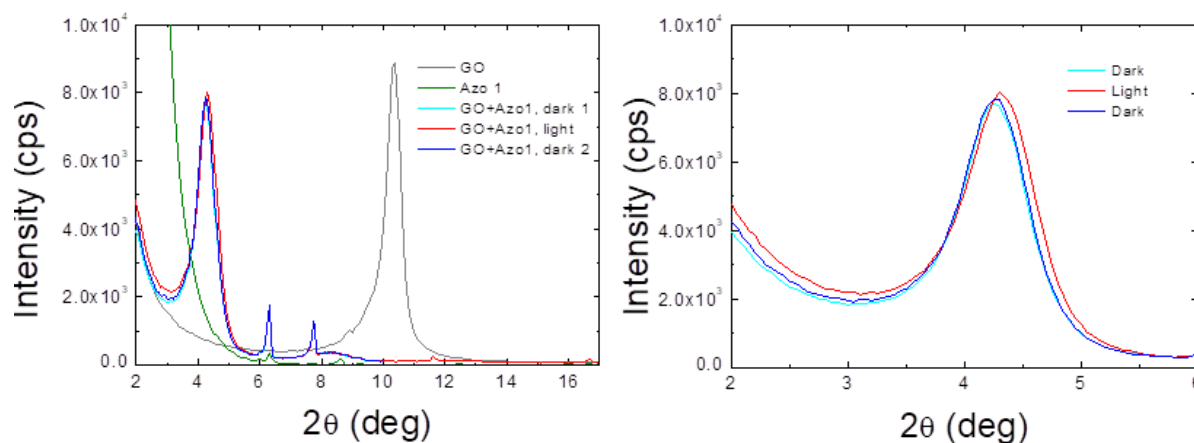 1.0x10⁴
8.0x10³
6.0x10³
4.0x10³
2.0x10³
0.0
Intensity (cps)
GO
Azo 1
GO+Azo1, dark 1
GO+Azo1, light
GO+Azo1, dark 2
2 4 6 8 10 12 14 16
2θ (deg)
1.0x10⁴
8.0x10³
6.0x10³
4.0x10³
2.0x10³
0.0
Intensity (cps)
Dark
Light
Dark
2 3 4 5 6
2θ (deg)